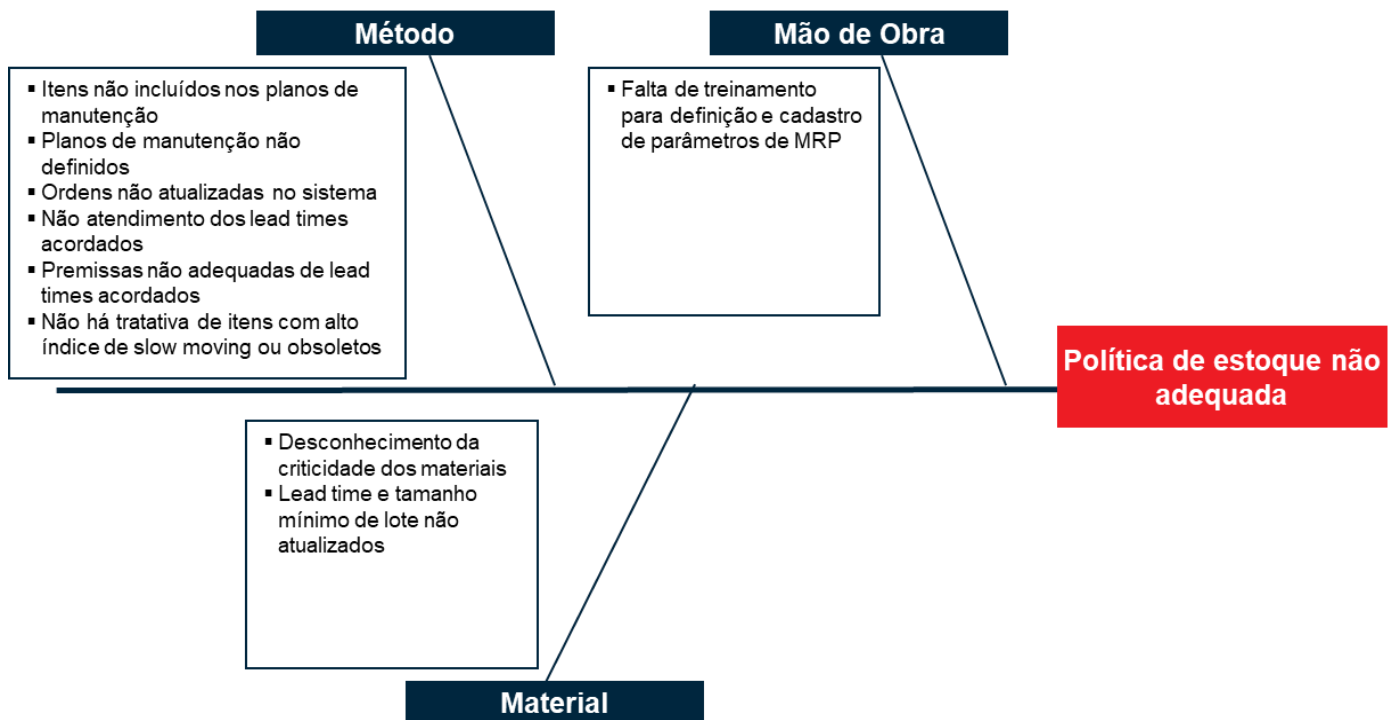 Método
Mão de Obra
▪ Itens não incluídos nos planos de
manutenção
▪ Planos de manutenção não
definidos
▪ Ordens não atualizadas no sistema
▪ Não atendimento dos lead times
acordados
▪ Premissas não adequadas de lead
times acordados
▪ Não há tratativa de itens com alto
índice de slow moving ou obsoletos
▪ Falta de treinamento
para definição e cadastro
de parâmetros de MRP
Política de estoque não
adequada
▪ Desconhecimento da
criticidade dos materiais
▪ Lead time e tamanho
mínimo de lote não
atualizados
Material